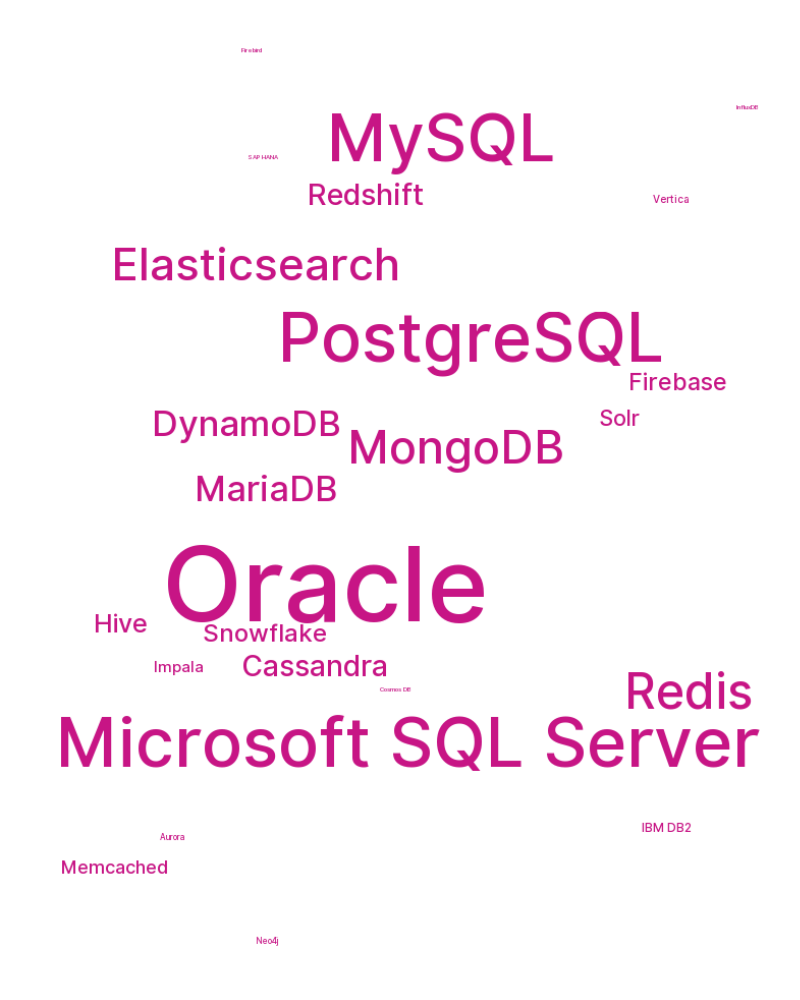 Firebird
InfluxDB
MySQL
SAP HANA
Redshift
Vertica
Elasticsearch
PostgreSQL
Firebase
Solr
DynamoDB
MongoDB
MariaDB
Oracle
Hive
Snowflake
Impala
Cassandra
Cosmos DB
Redis
Microsoft SQL Server
IBM DB2
Aurora
Memcached
Neo4j